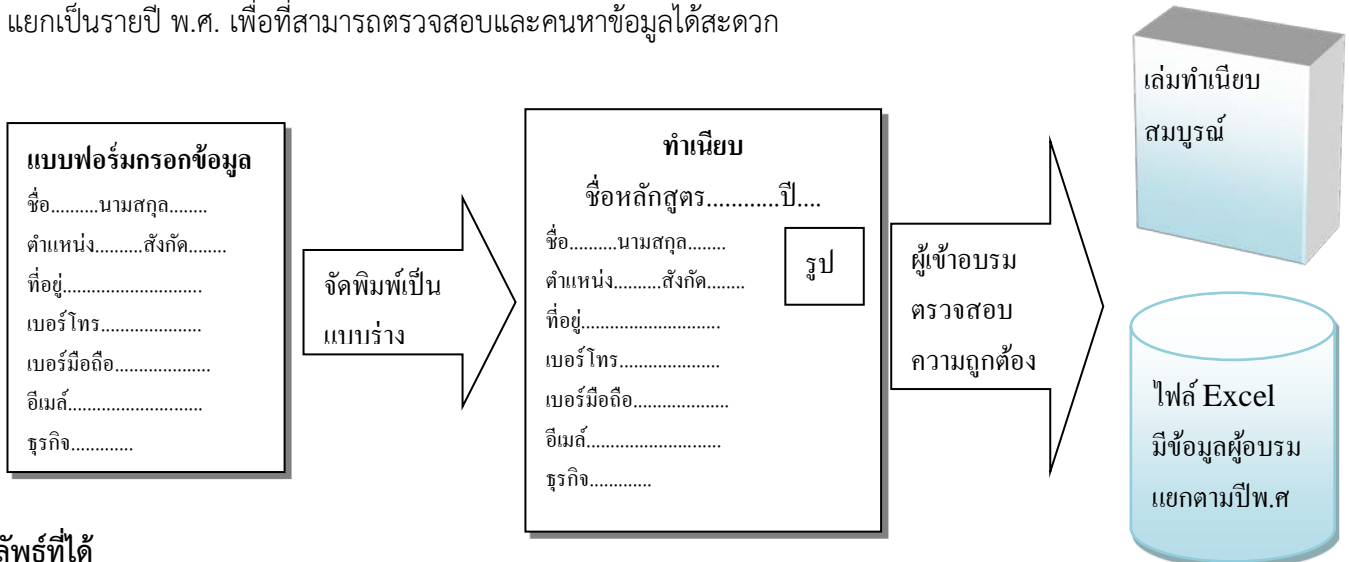 แยกเป็นรายปี พ.ศ. เพื่อที่สามารถตรวจสอบและค้นหาข้อมูลได้สะดวก
แบบฟอร์มกรอกข้อมูล
ชื่อ..........นามสกุล........
ตำแหน่ง.........สังกัด........
ที่อยู่.............................
เบอร์โทร.....................
เบอร์มือถือ....................
อีเมล์............................
ธุรกิจ.............
จัดพิมพ์เป็น
แบบร่าง
ทำเนียบ
ชื่อหลักสูตร............ปี....
ชื่อ..........นามสกุล........
ตำแหน่ง..........สังกัด........
ที่อยู่.............................
เบอร์โทร.....................
เบอร์มือถือ....................
อีเมล์............................
ธุรกิจ.............
รูป
ผู้เข้าอบรม
ตรวจสอบ
ความถูกต้อง
เล่มทำเนียบ
สมบูรณ์
ไฟล์ Excel
มีข้อมูลผู้อบรม
แยกตามปีพ.ศ
ลัพธ์ที่ได้